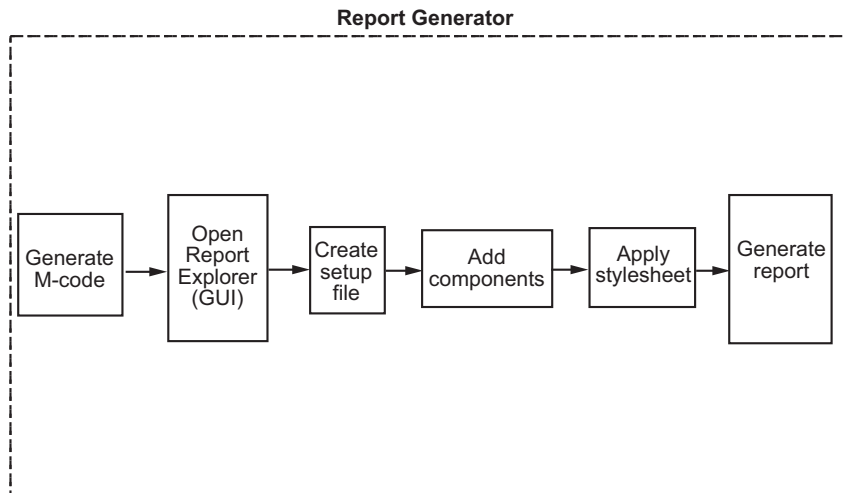 Report Generator
Generate
M-code
Open
Report
Explorer
(GUI)
Create
setup
file
Add
components
Apply
stylesheet
Generate
report